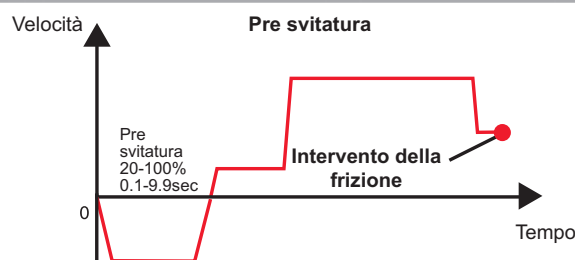 Velocità
Pre svitatura
Pre
svitatura
20-100%
0.1-9.9sec
Intervento della
frizione
0
Tempo